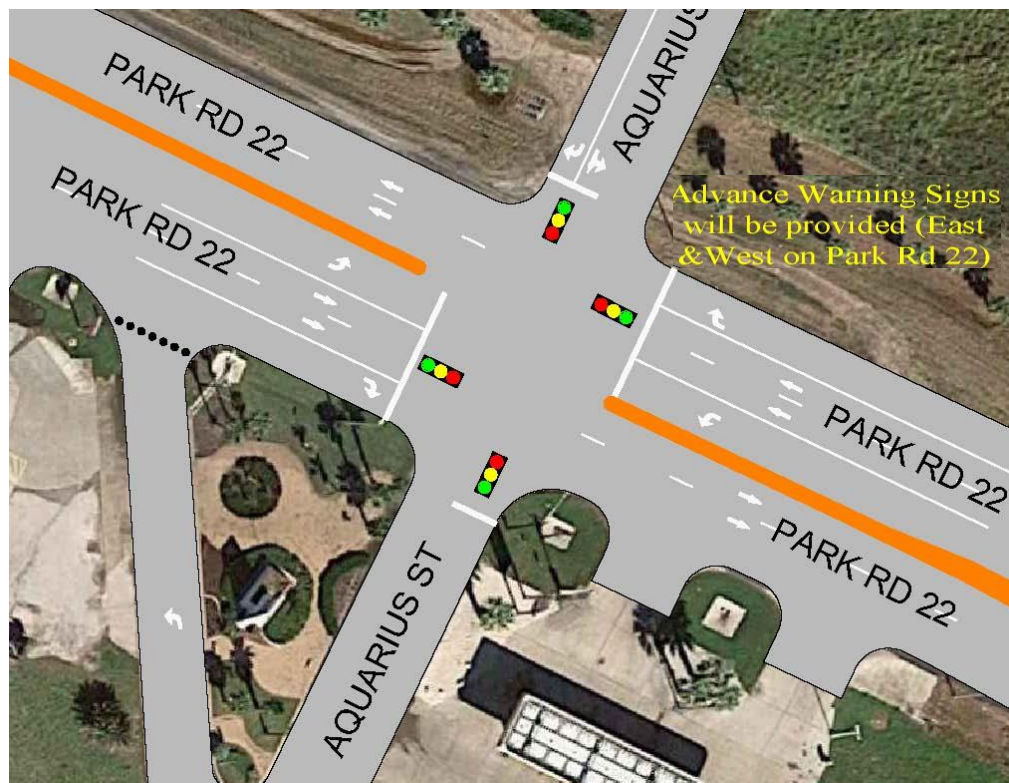 PARK RD 22
AQUARIUS
PARK RD 22
Advance Warning Signs
will be provided (East
&West on Park Rd 22)
PARK RD 22
PARK RD 22
AQUARIUS ST